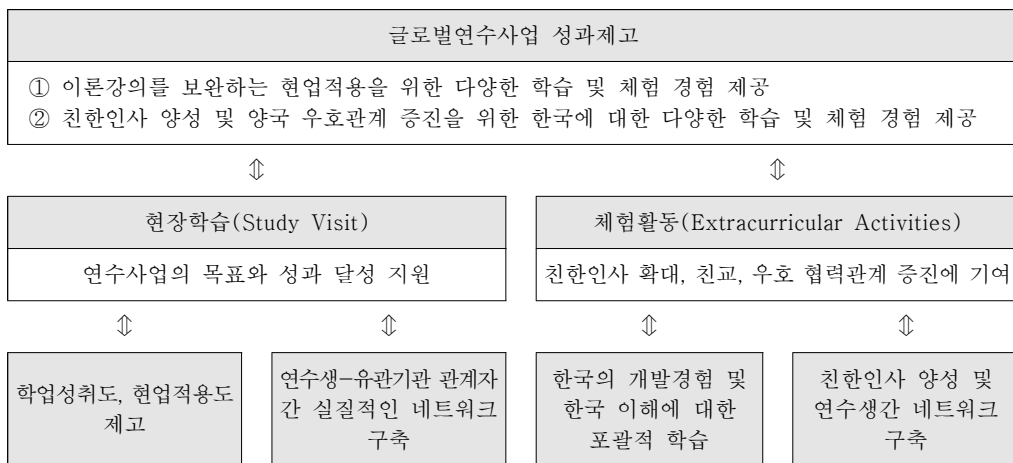 글로벌연수사업 성과제고
① 이론강의를 보완하는 현업적용을 위한 다양한 학습 및 체험 경험 제공
② 친한인사 양성 및 양국 우호관계 증진을 위한 한국에 대한 다양한 학습 및 체험 경험 제공
⇕ ⇕
현장학습(Study Visit)
연수사업의 목표와 성과 달성 지원
체험활동(Extracurricular Activities)
친한인사 확대, 친교, 우호 협력관계 증진에 기여
⇕ ⇕ ⇕ ⇕
학업성취도, 현업적용도
제고
연수생-유관기관 관계자
간 실질적인 네트워크
구축
한국의 개발경험 및
한국 이해에 대한
포괄적 학습
친한인사 양성 및
연수생간 네트워크
구축